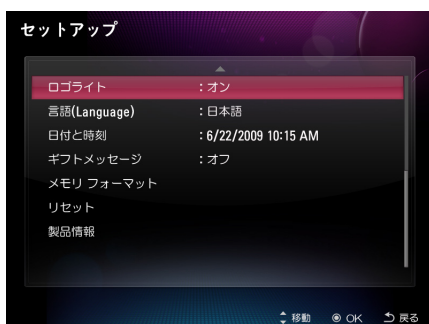 セットアップ
ロゴライト : オン
言語(Language) : 日本語
日付と時刻 : 6/22/2009 10:15 AM
ギフトメッセージ : オフ
メモリ フォーマット
リセット
製品情報
移動 OK 戻る